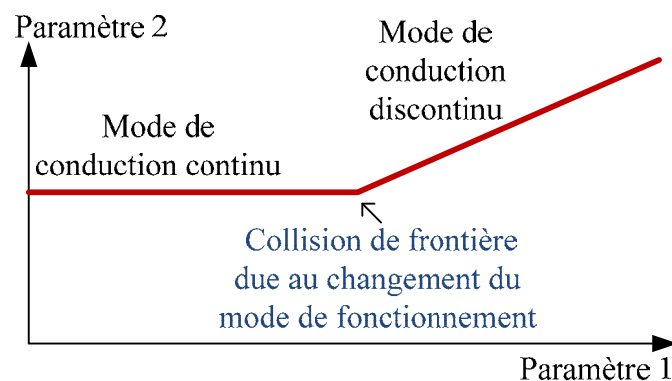 Paramètre 2
Mode de
conduction
discontinu
Mode de
conduction continu
Collision de frontière
due au changement du
mode de fonctionnement
Paramètre 1